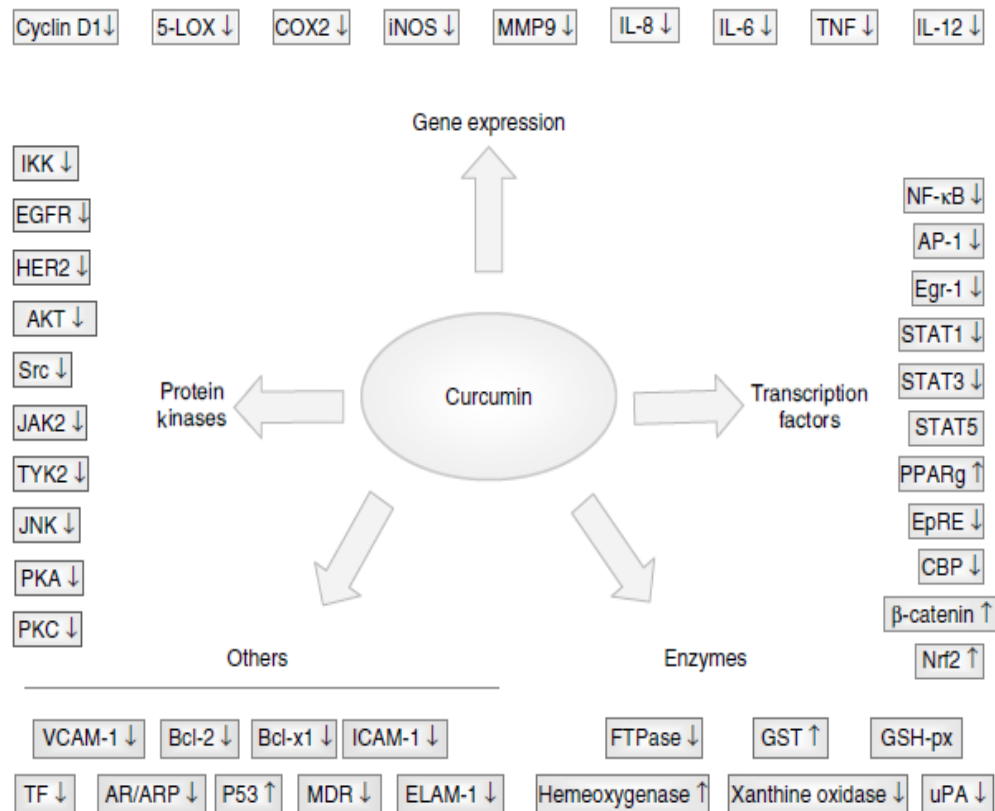 Cyclin D1↓ 5-LOX ↓ COX2 ↓ iNOS ↓ MMP9 ↓ IL-8 ↓ IL-6 ↓ TNF ↓ IL-12 ↓
Gene expression
IKK ↓
EGFR ↓
HER2 ↓
AKT ↓
Src ↓
JAK2 ↓
TYK2 ↓
JNK ↓
PKA ↓
PKC ↓
Protein
kinases
Curcumin
Transcription
factors
NF-κB ↓
AP-1 ↓
Egr-1 ↓
STAT1 ↓
STAT3 ↓
STAT5
PPARg ↑
EpRE ↓
CBP ↓
β-catenin ↑
Nrf2 ↑
Others
VCAM-1 ↓ Bcl-2 ↓ Bcl-x1 ↓ ICAM-1 ↓
TF ↓ AR/ARP ↓ P53 ↑ MDR ↓ ELAM-1 ↓
Enzymes
FTPase ↓ GST ↑ GSH-px
Hemeoxygenase ↑ Xanthine oxidase ↓ uPA ↓